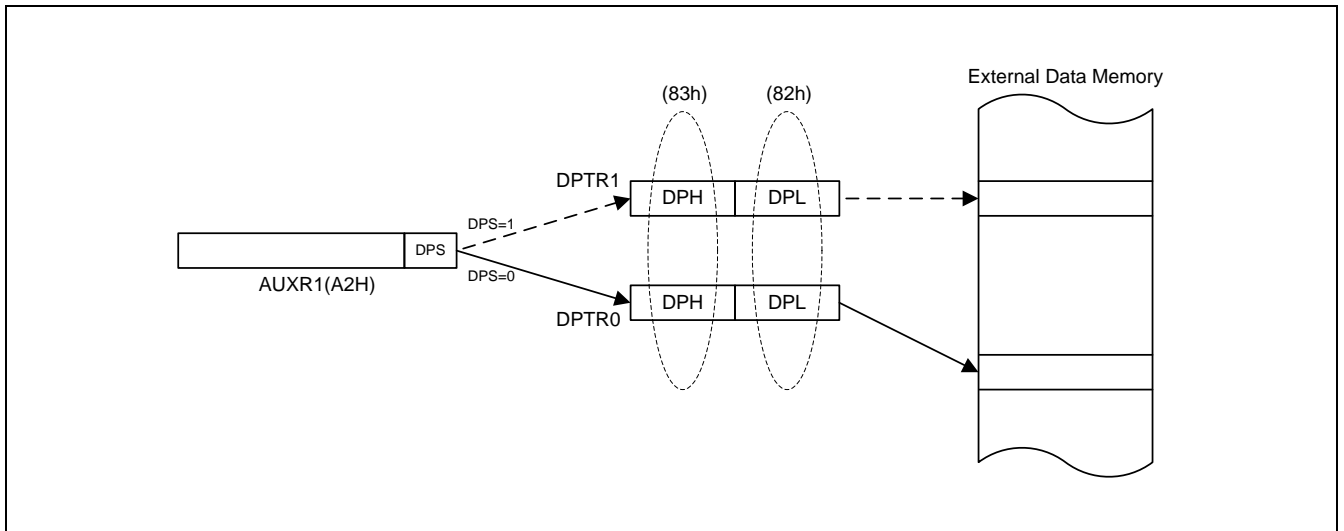 External Data Memory
(83h) (82h)
DPTR1 DPH DPL
DPS=1
DPS
DPS=0
AUXR1(A2H)
DPH DPL
DPTR0